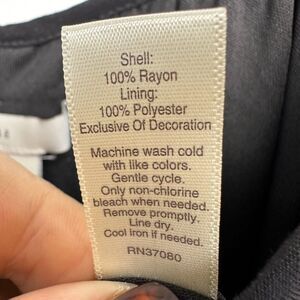 Shell:
100% Rayon
Lining:
100% Polyester
Exclusive Of Decoration
Machine wash cold
with like colors.
Gentle cycle.
Only non-chlorine
bleach when needed.
Remove promptly.
Line dry.
Cool iron if needed.
RN37080